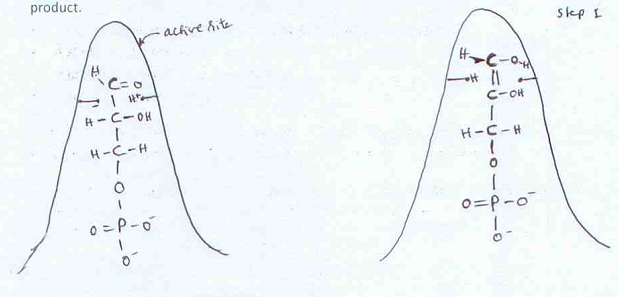 product.
active site
Step I
H
C=O
H+
H-C-OH
H-C-H
O
O=P-O⁻
O⁻
H C-O-H
H
C-OH
H-C-H
O
O=P-O⁻
O⁻